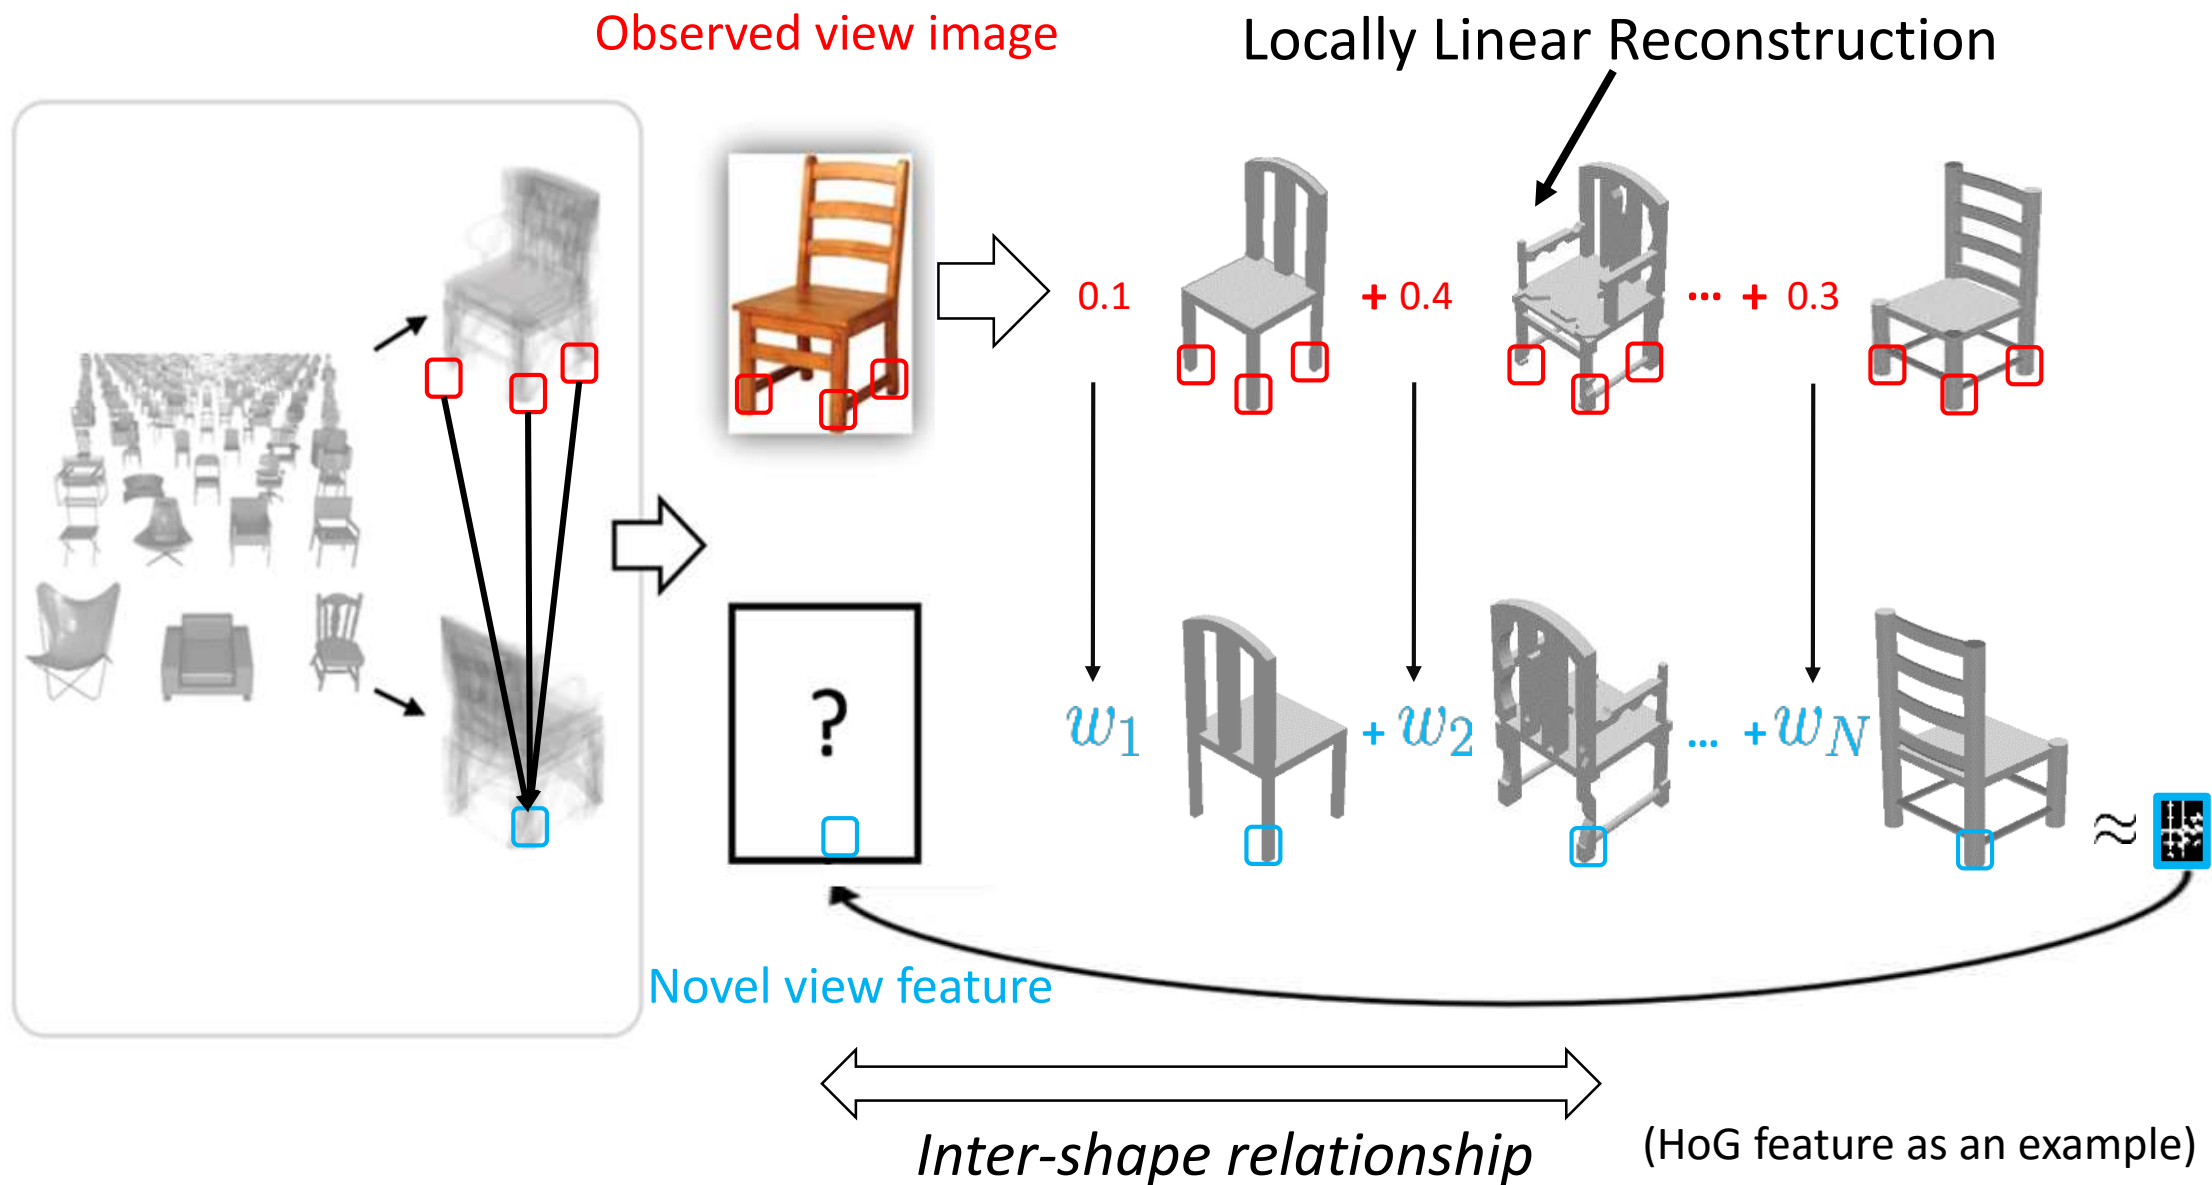 Observed view image
Locally Linear Reconstruction
0.1 + 0.4 ... + 0.3
?
w1 + w2 ... + wN ≈
Novel view feature
Inter-shape relationship
(HoG feature as an example)